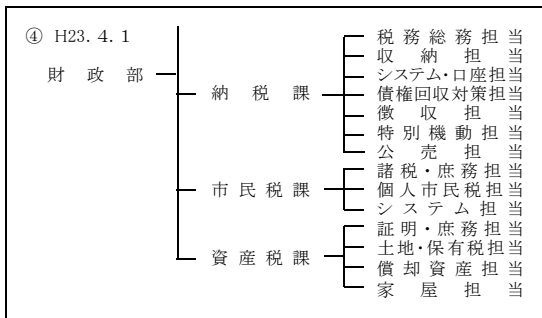 ④ H23.4.1
財政部
納税課
税務総務担当
収納担当
システム・口座担当
債権回収対策担当
徴収担当
特別機動担当
公売担当
市民税課
諸税・庶務担当
個人市民税担当
システム担当
資産税課
証明・庶務担当
土地・保有税担当
償却資産担当
家屋担当